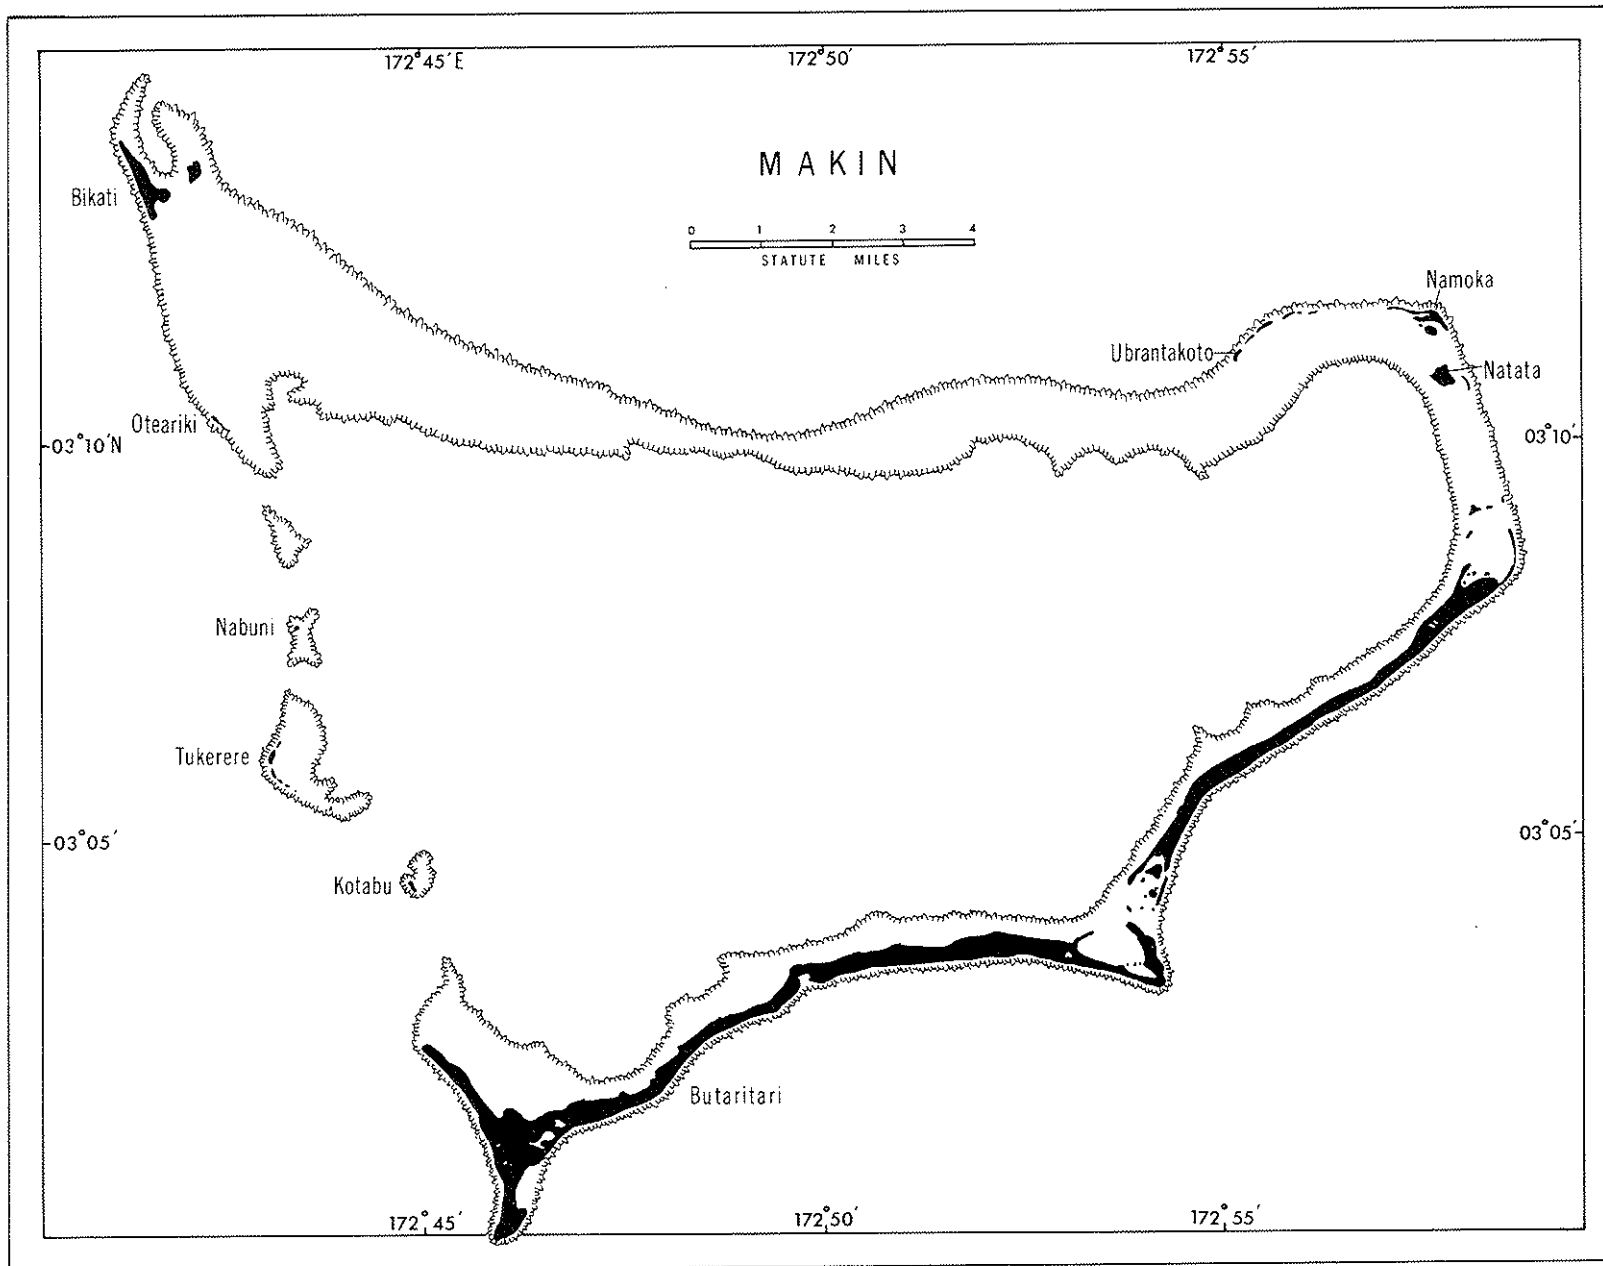 172°45′E
172°50′
172°55′
MAKIN
Bikati
0 1 2 3 4
STATUTE MILES
Namoka
Ubrantakoto
Natata
Oteariki
03°10′N
03°10′
Nabuni
Tukerere
03°05′
03°05′
Kotabu
Butaritari
172°45′
172°50′
172°55′